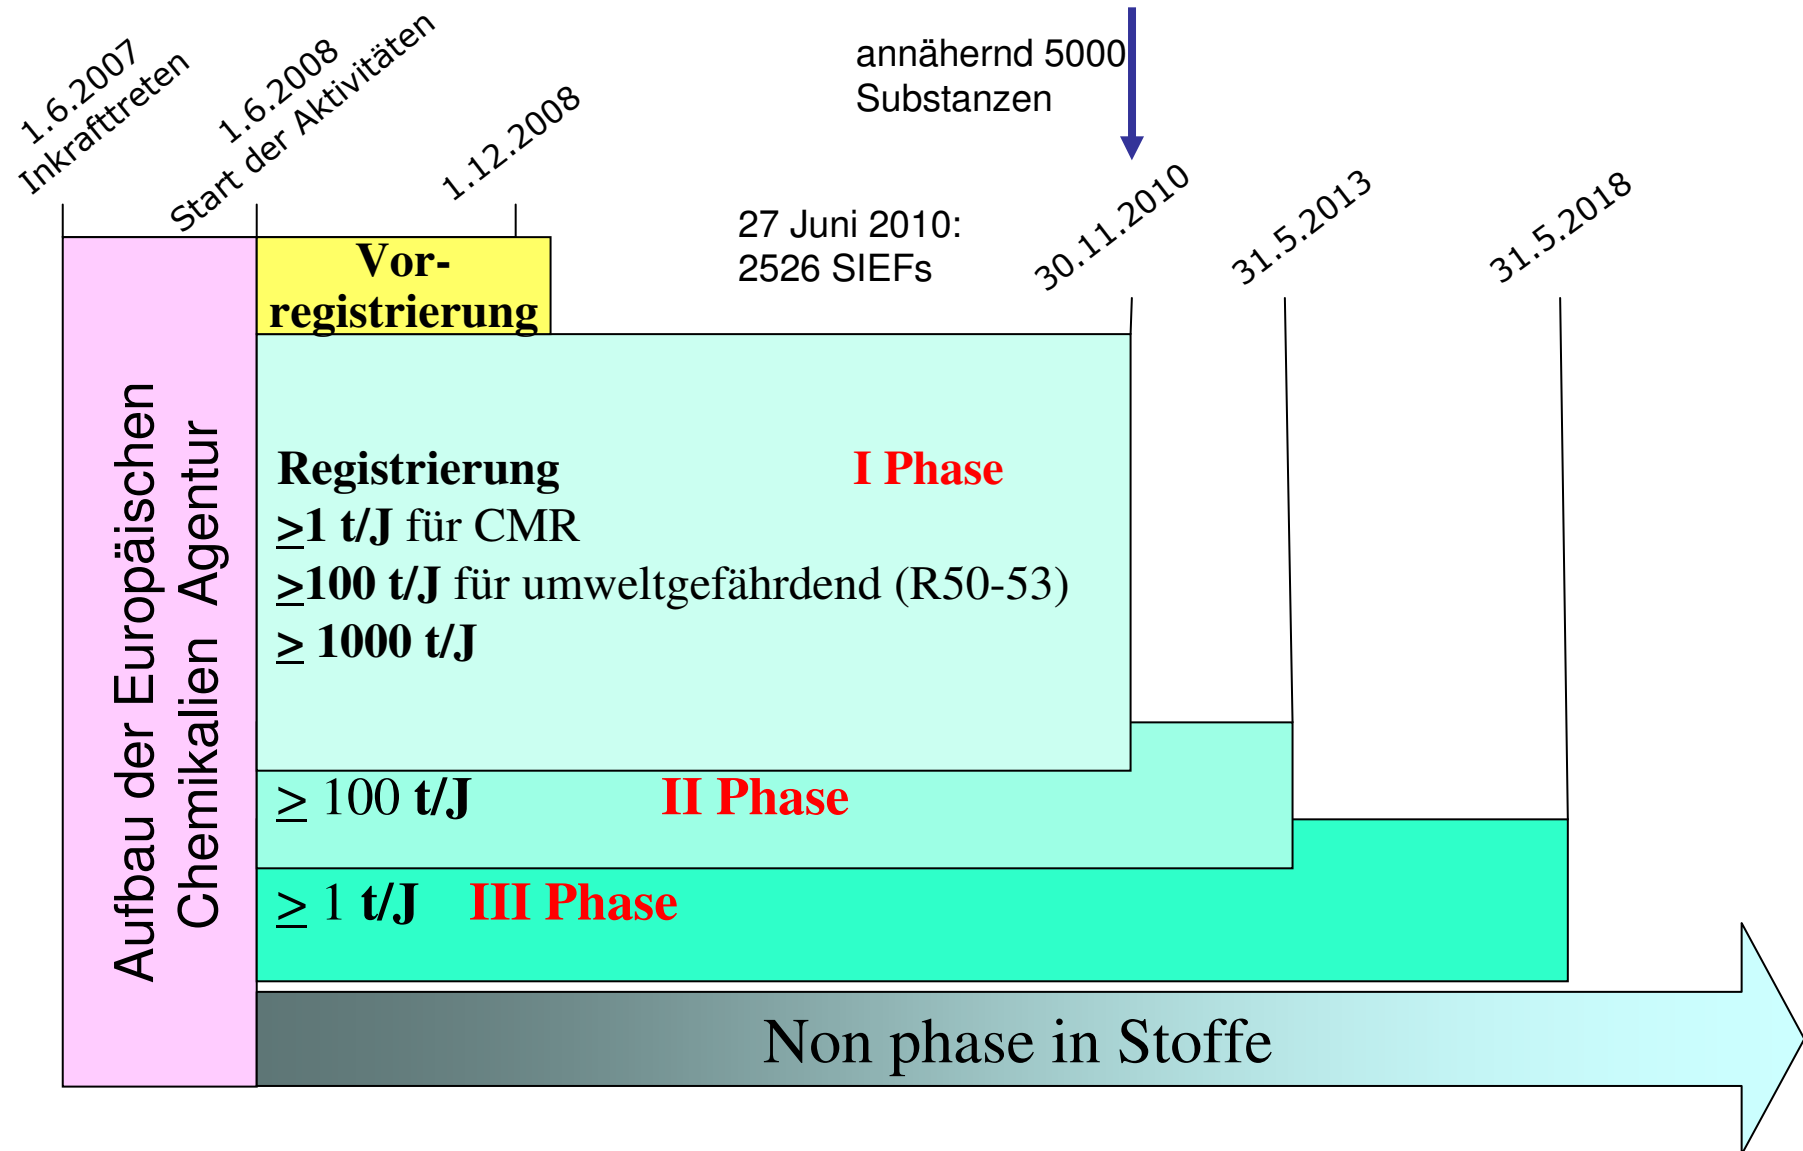 1.6.2007
Inkrafttreten
1.6.2008
Start der Aktivitäten
1.12.2008
annähernd 5000
Substanzen
27 Juni 2010:
2526 SIEFs
30.11.2010
31.5.2013
31.5.2018
Vor-
registrierung
Aufbau der Europäischen
Chemikalien Agentur
Registrierung I Phase
≥1 t/J für CMR
≥100 t/J für umweltgefährdend (R50-53)
≥ 1000 t/J
≥ 100 t/J II Phase
≥ 1 t/J III Phase
Non phase in Stoffe